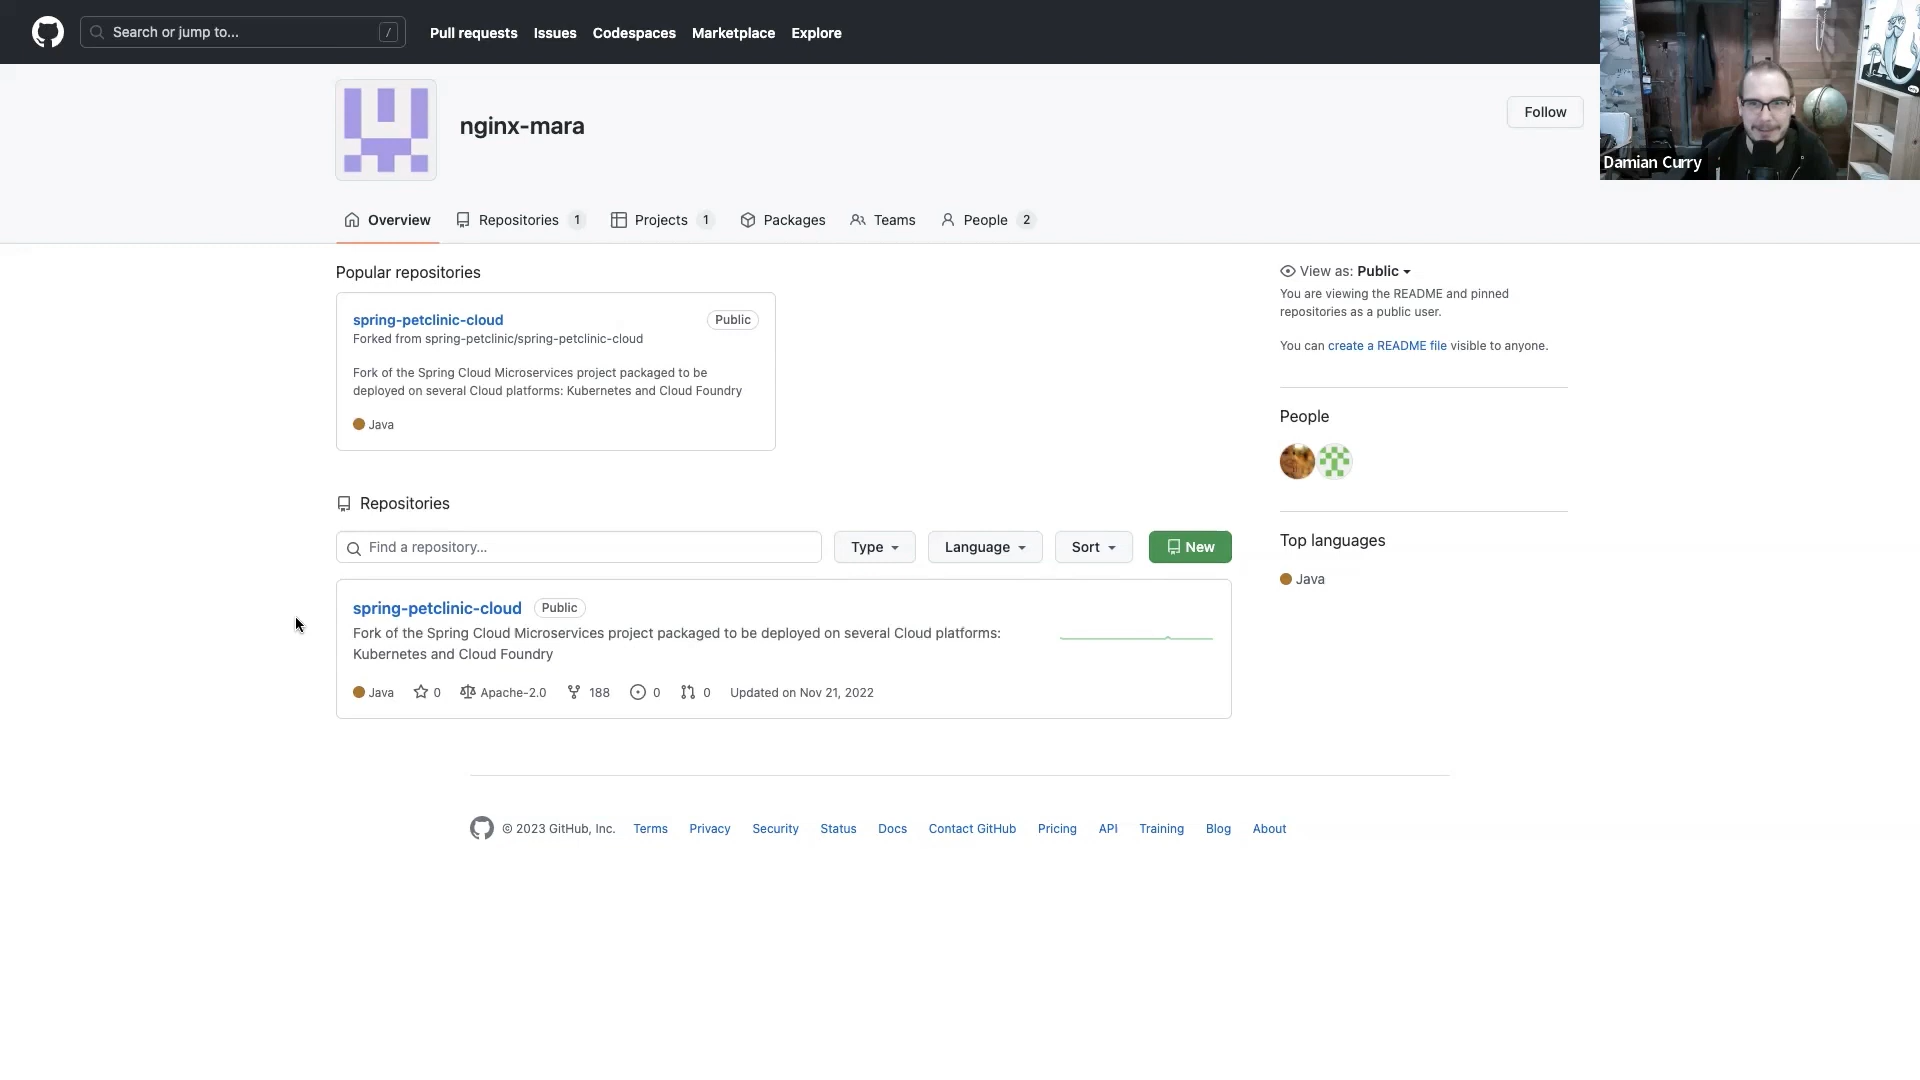 Search or jump to...
/
Pull requests
Issues
Codespaces
Marketplace
Explore
nginx-mara
Follow
Damian Curry
Overview
Repositories 1
Projects 1
Packages
Teams
People 2
Popular repositories
spring-petclinic-cloud
Public
Forked from spring-petclinic/spring-petclinic-cloud
Fork of the Spring Cloud Microservices project packaged to be
deployed on several Cloud platforms: Kubernetes and Cloud Foundry
Java
View as: Public
You are viewing the README and pinned
repositories as a public user.
You can create a README file visible to anyone.
People
Repositories
Find a repository...
Type
Language
Sort
New
Top languages
Java
spring-petclinic-cloud
Public
Fork of the Spring Cloud Microservices project packaged to be deployed on several Cloud platforms:
Kubernetes and Cloud Foundry
Java 0 Apache-2.0 188 0 0 Updated on Nov 21, 2022
© 2023 GitHub, Inc.
Terms
Privacy
Security
Status
Docs
Contact GitHub
Pricing
API
Training
Blog
About